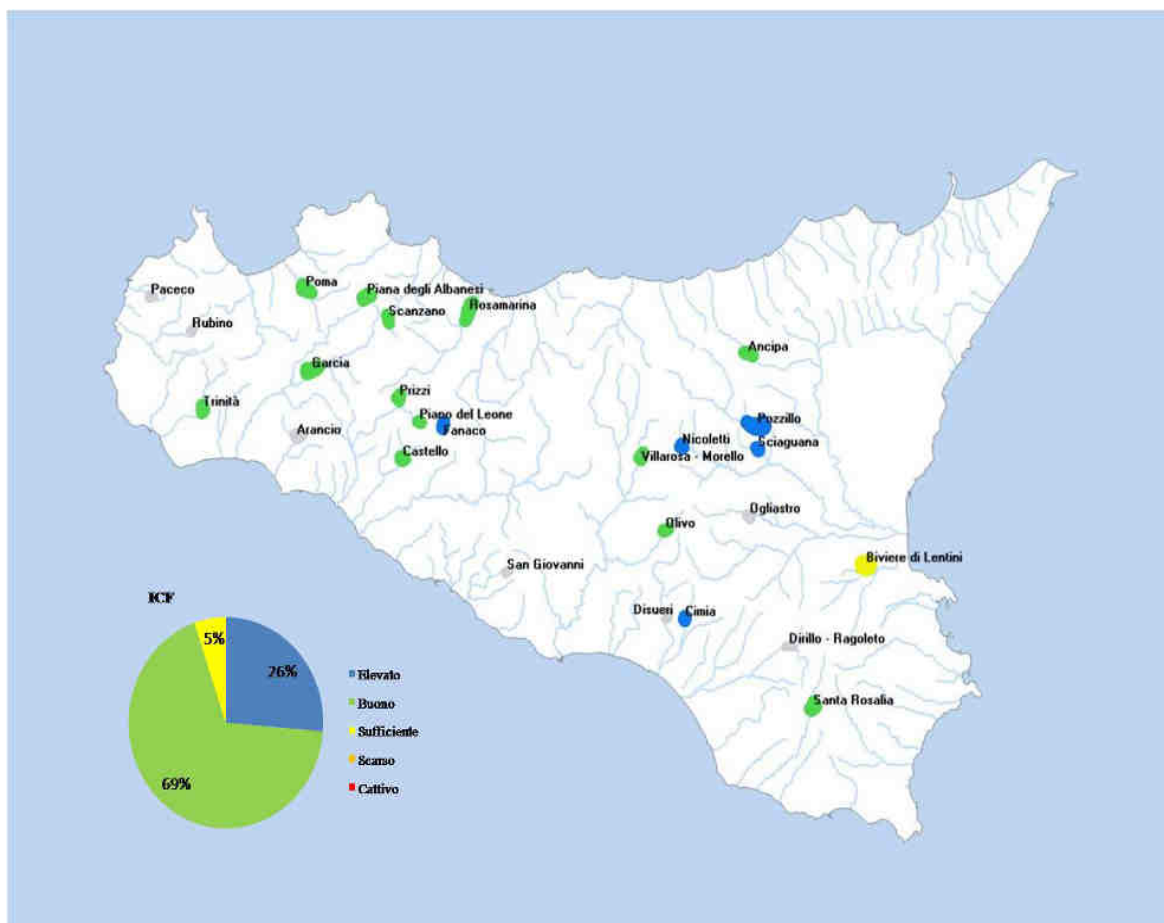 Paceco
Poma
Piana degli Albanesi
Rosamarina
Scanzano
Rubino
Ancipa
Garcia
Prizzi
Trinità
Piano del Leone
Fanaco
Arancio
Pozzillo
Nicoletti
Sciaguana
Castello
Villarosa - Morello
Ogliastro
Olivo
San Giovanni
Biviere di Lentini
Disueri
Cimia
Dirillo - Ragoleto
Santa Rosalia
ICF
5%
26%
69%
Elevato
Buono
Sufficiente
Scarso
Cattivo